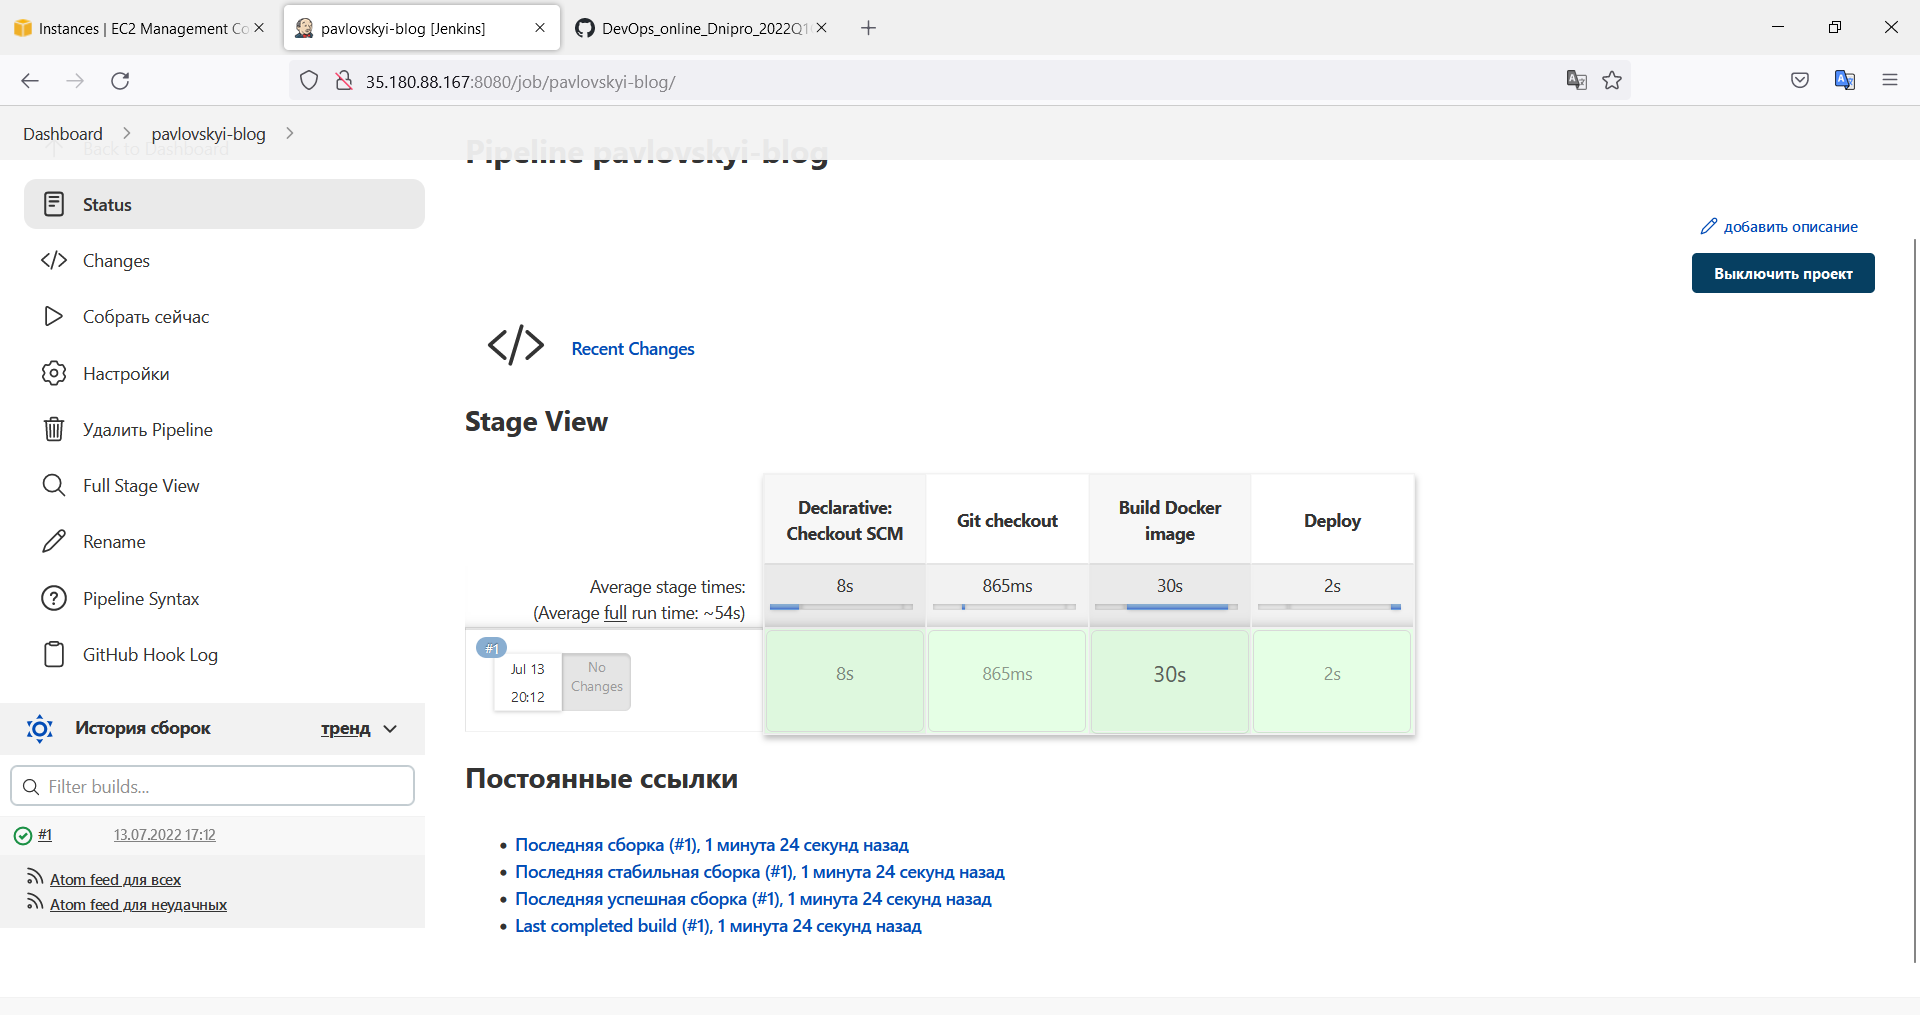 Instances | EC2 Management Co
pavlovskyi-blog [Jenkins]
DevOps_online_Dnipro_2022Q1
35.180.88.167:8080/job/pavlovskyi-blog/
Dashboard
pavlovskyi-blog
Back to Dashboard
Pipeline pavlovskyi-blog
Status
Changes
Собрать сейчас
Настройки
Удалить Pipeline
Full Stage View
Rename
Pipeline Syntax
GitHub Hook Log
История сборок
тренд
Filter builds...
#1
13.07.2022 17:12
Atom feed для всех
Atom feed для неудачных
добавить описание
Выключить проект
Recent Changes
Stage View
Declarative:
Checkout SCM
Git checkout
Build Docker
image
Deploy
Average stage times:
(Average full run time: ~54s)
8s
865ms
30s
2s
#1
Jul 13
20:12
No
Changes
8s
865ms
30s
2s
Постоянные ссылки
Последняя сборка (#1), 1 минута 24 секунд назад
Последняя стабильная сборка (#1), 1 минута 24 секунд назад
Последняя успешная сборка (#1), 1 минута 24 секунд назад
Last completed build (#1), 1 минута 24 секунд назад